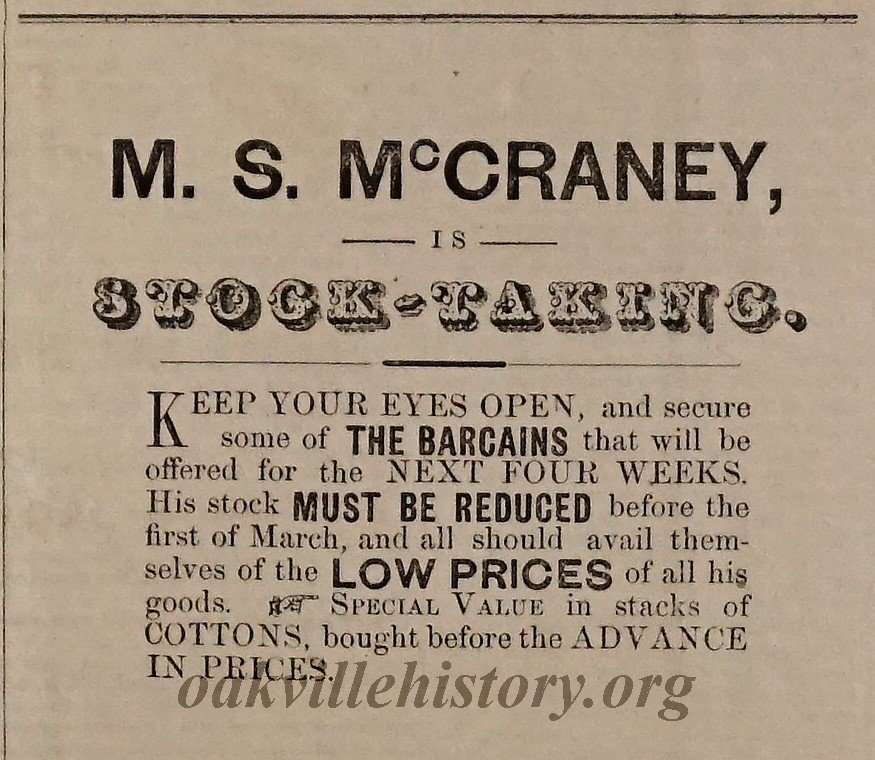 M. S. McCRANEY,
IS
STOCK-TAKING.
KEEP YOUR EYES OPEN, and secure
some of THE BARGAINS that will be
offered for the NEXT FOUR WEEKS.
His stock MUST BE REDUCED before the
first of March, and all should avail them-
selves of the LOW PRICES of all his
goods. ☞ SPECIAL VALUE in stacks of
COTTONS, bought before the ADVANCE
IN PRICES.
oakvillehistory.org